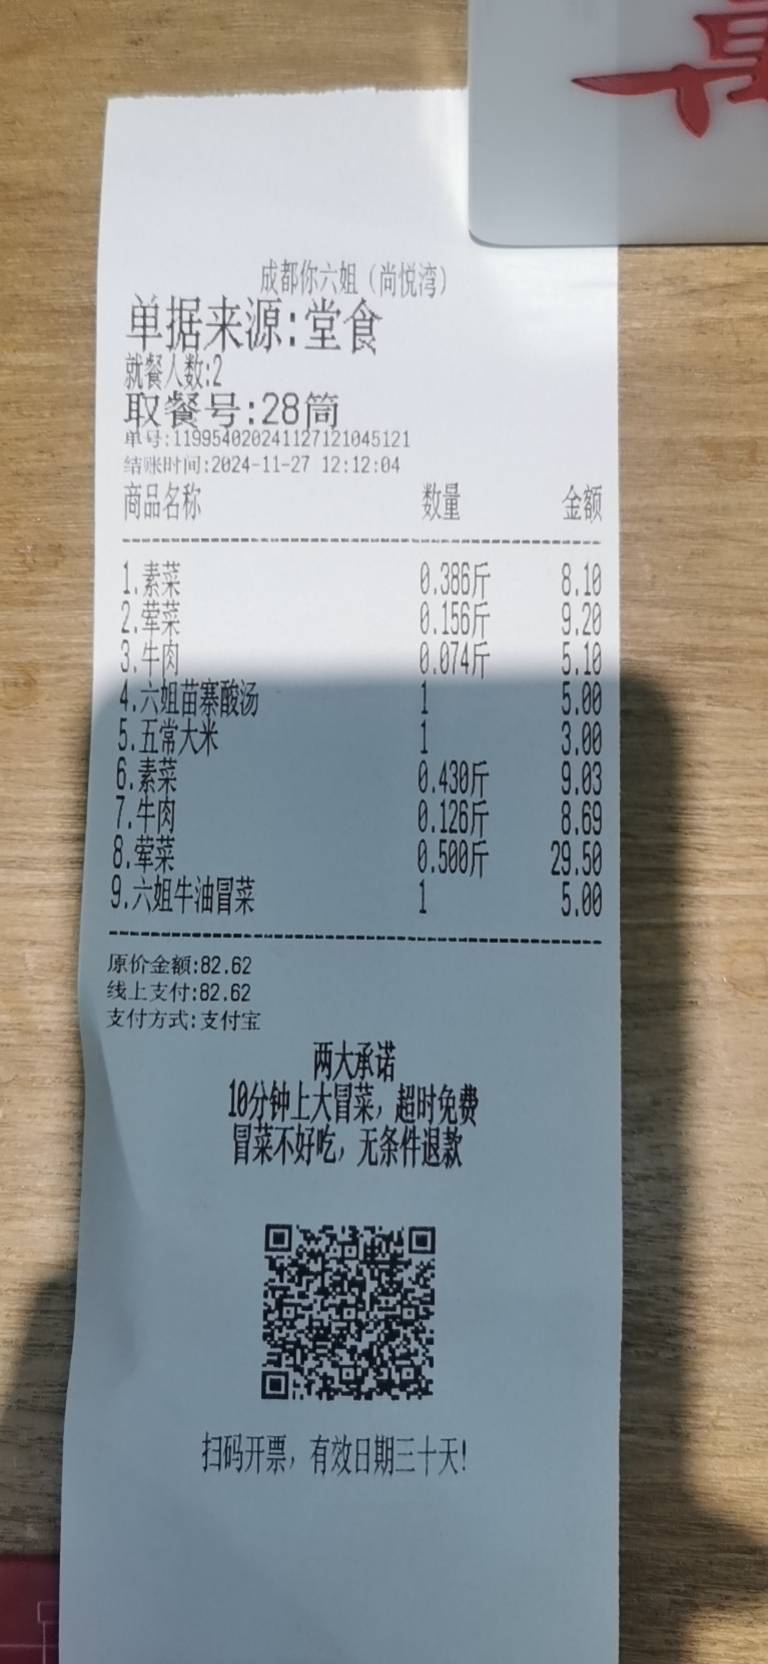 成都你六姐（尚悦湾）
单据来源:堂食
就餐人数:2
取餐号:28筒
单号:119954020241127121045121
结账时间:2024-11-27 12:12:04
商品名称 数量 金额
1.素菜 0.386斤 8.10
2.荤菜 0.156斤 9.20
3.牛肉 0.074斤 5.10
4.六姐苗寨酸汤 1 5.00
5.五常大米 1 3.00
6.素菜 0.430斤 9.03
7.牛肉 0.126斤 8.69
8.荤菜 0.500斤 29.50
9.六姐牛油冒菜 1 5.00
原价金额:82.62
线上支付:82.62
支付方式:支付宝
两大承诺
10分钟上大冒菜，超时免费
冒菜不好吃，无条件退款
扫码开票，有效日期三十天!